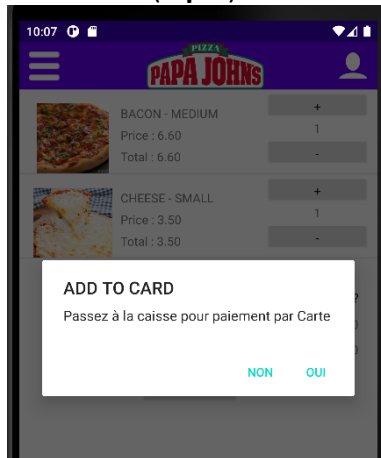 10:07
PIZZA
PAPA JOHNS
BACON - MEDIUM
+
Price : 6.60
1
Total : 6.60
-
CHEESE - SMALL
+
Price : 3.50
1
Total : 3.50
-
?
ADD TO CARD
Passez à la caisse pour paiement par Carte
NON OUI